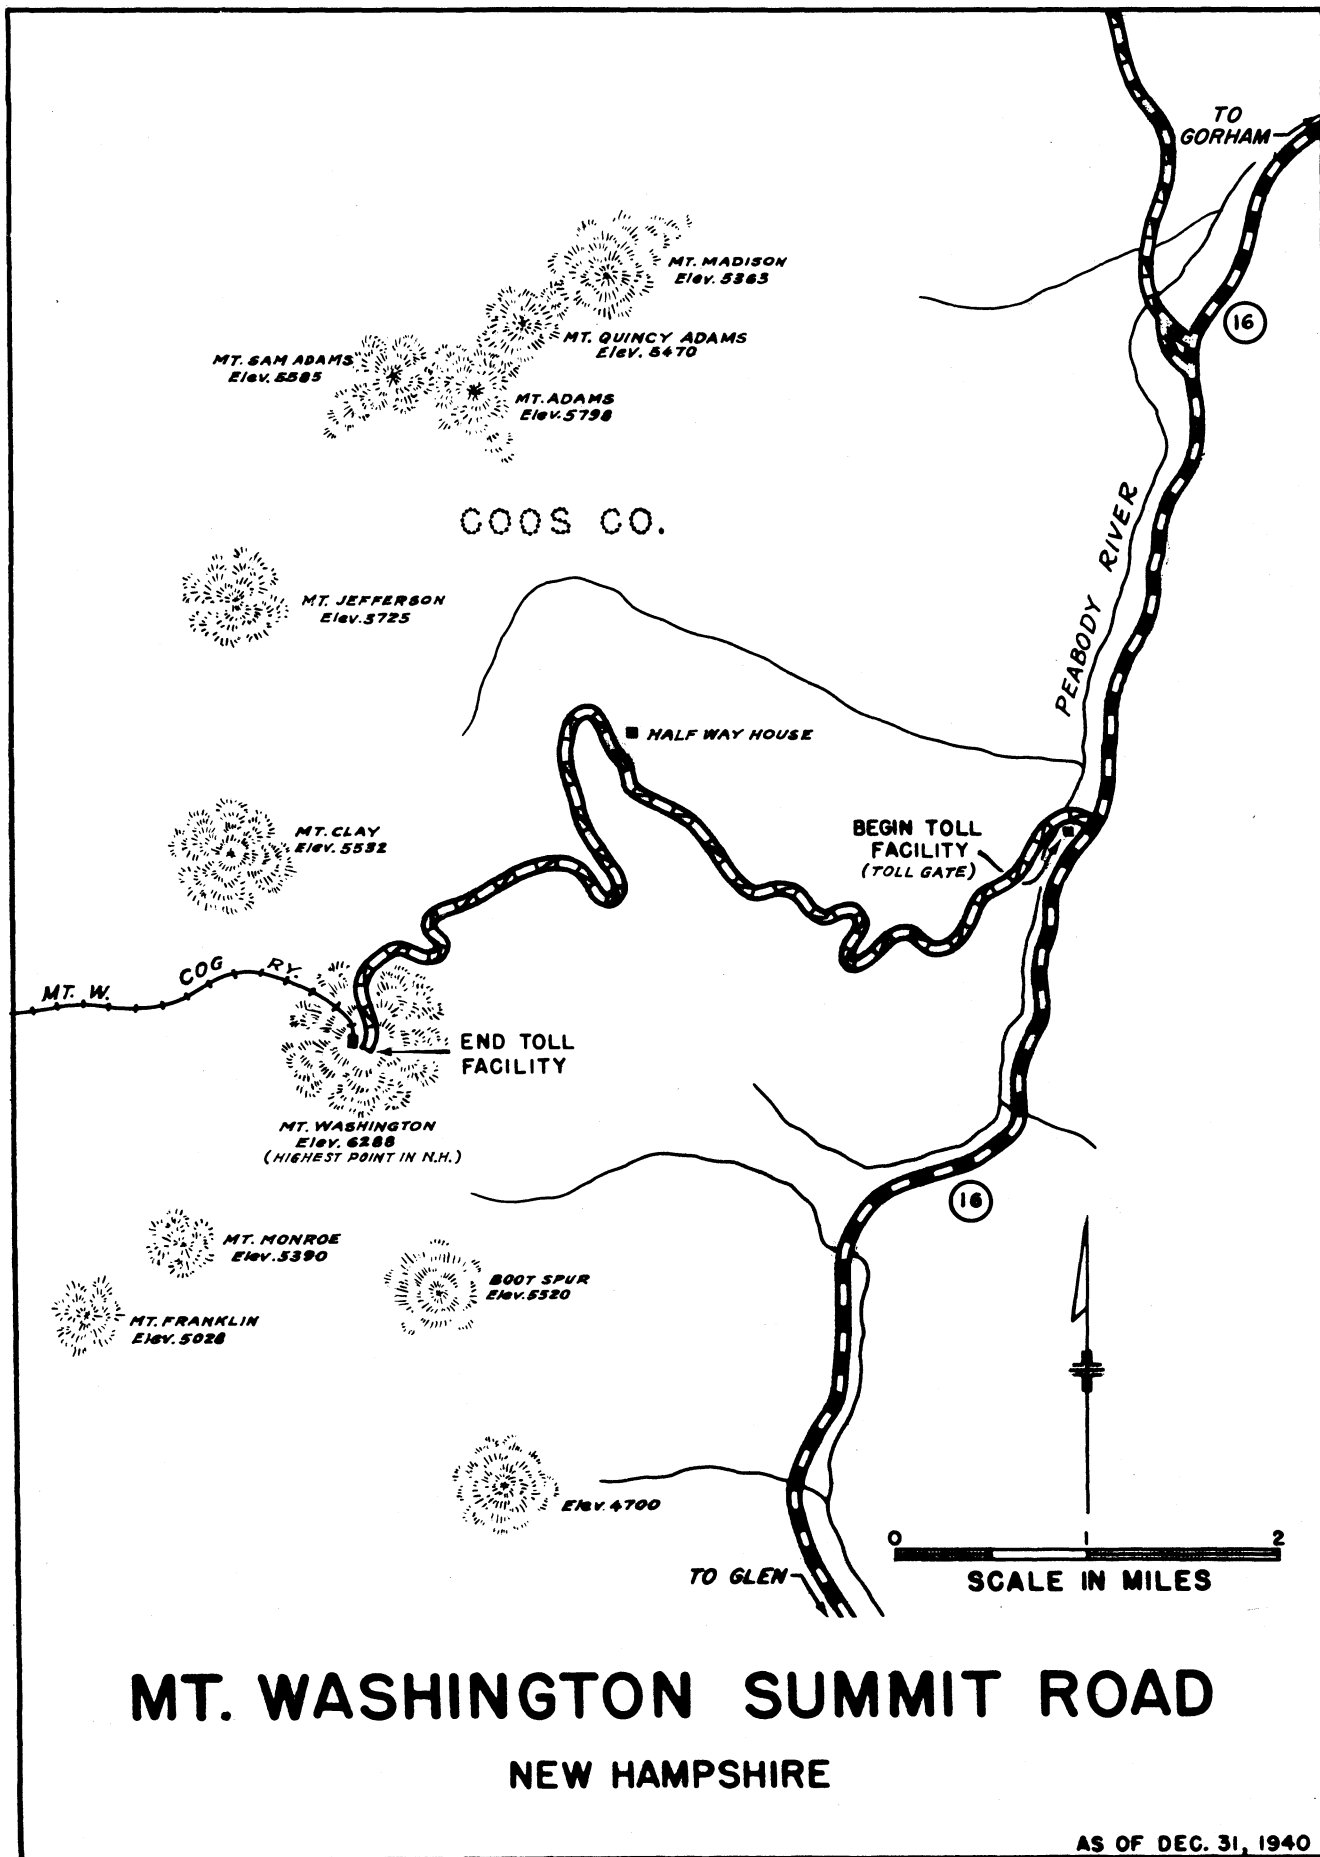 TO
GORHAM
MT. MADISON
Elev. 5363
16
MT. QUINCY ADAMS
Elev. 5470
MT. SAM ADAMS
Elev. 5585
MT. ADAMS
Elev. 5798
COOS CO.
PEABODY RIVER
MT. JEFFERSON
Elev. 5725
HALF WAY HOUSE
MT. CLAY
Elev. 5532
BEGIN TOLL
FACILITY
(TOLL GATE)
MT. W. COG RY.
END TOLL
FACILITY
MT. WASHINGTON
Elev. 6288
(HIGHEST POINT IN N.H.)
16
MT. MONROE
Elev. 5390
BOOT SPUR
Elev. 5520
MT. FRANKLIN
Elev. 5028
Elev. 4700
0 1 2
SCALE IN MILES
TO GLEN
MT. WASHINGTON SUMMIT ROAD
NEW HAMPSHIRE
AS OF DEC. 31, 1940